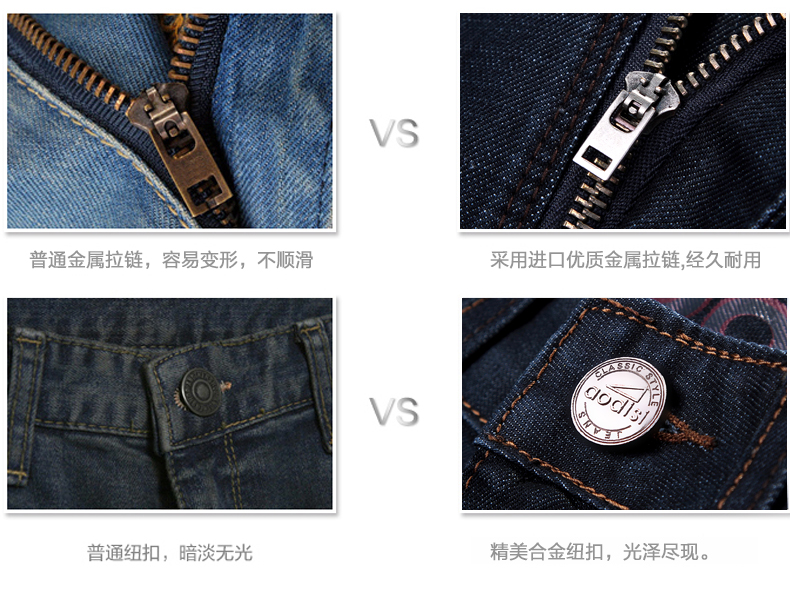 VS
普通金属拉链，容易变形，不顺滑
采用进口优质金属拉链,经久耐用
VS
CLASSIC STYLE
aodisi
JEANS
普通纽扣，暗淡无光
精美合金纽扣，光泽尽现。